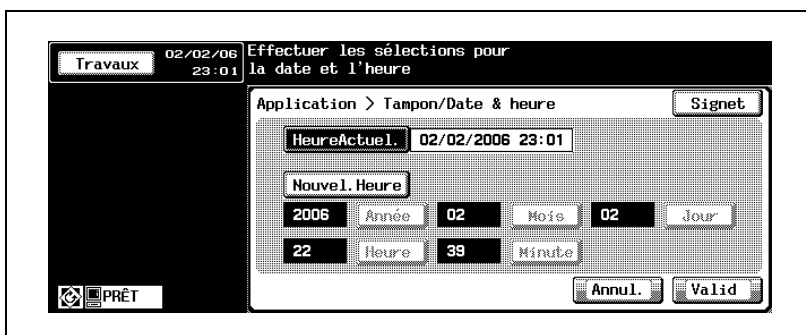 Travaux
02/02/06
23:01
Effectuer les sélections pour
la date et l'heure
Application > Tampon/Date & heure
Signet
HeureActuel. 02/02/2006 23:01
Nouvel.Heure
2006 Année 02 Mois 02 Jour
22 Heure 39 Minute
Annul. Valid
PRÊT